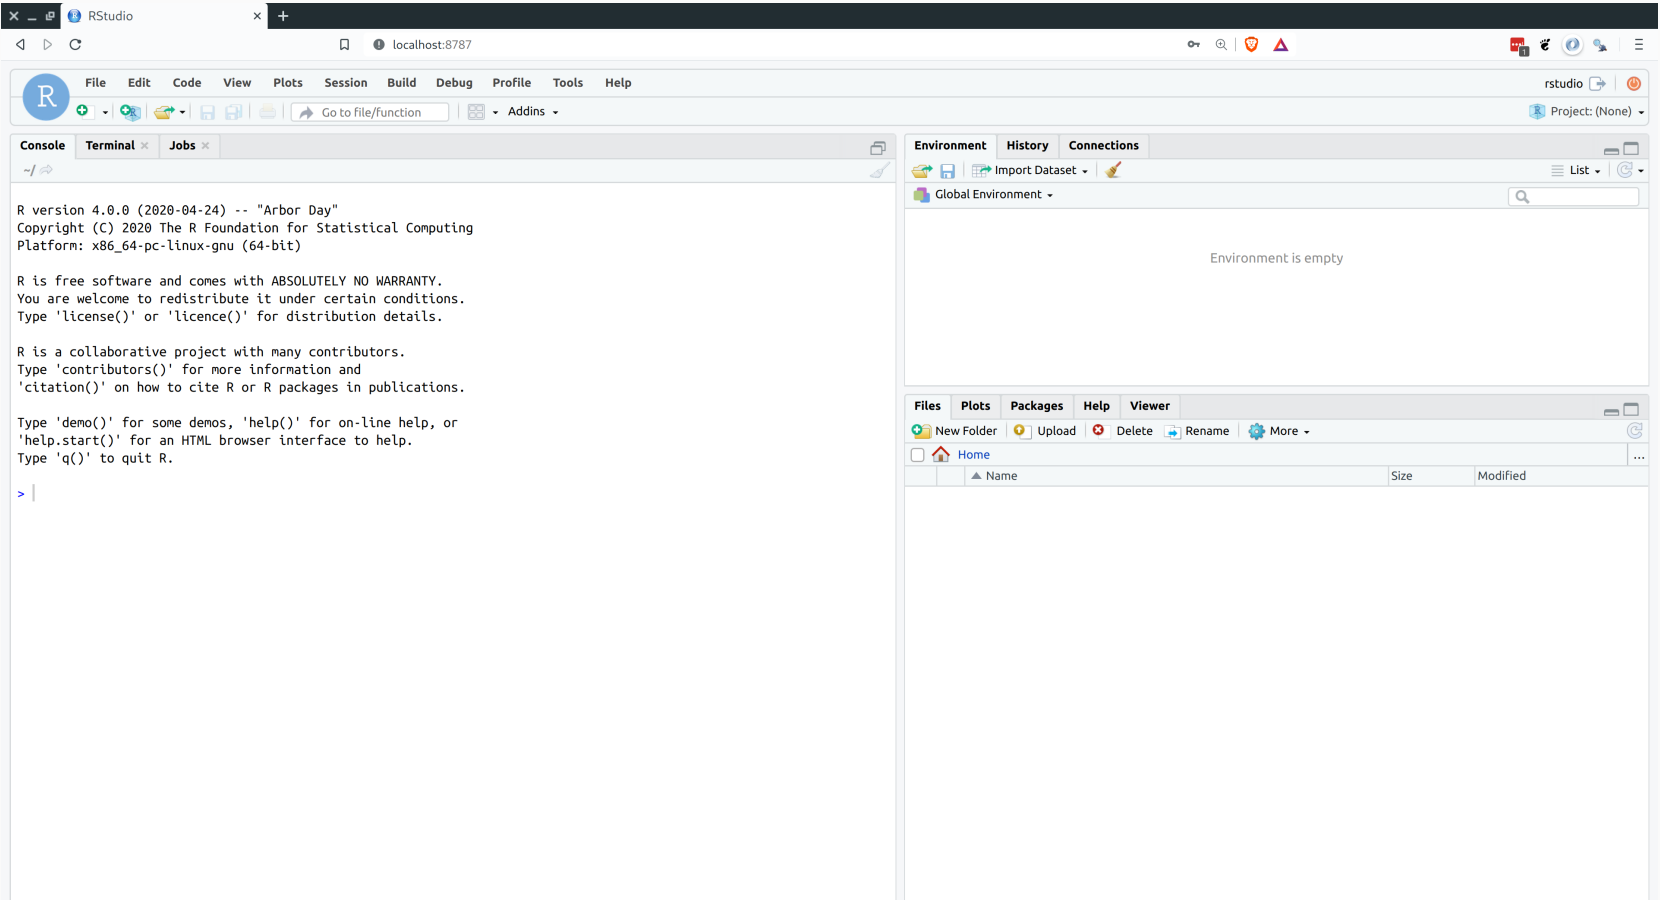 RStudio
localhost:8787
1
R
File Edit Code View Plots Session Build Debug Profile Tools Help
rstudio
Go to file/function
Addins
Project: (None)
Console Terminal Jobs
~/
R version 4.0.0 (2020-04-24) -- "Arbor Day"
Copyright (C) 2020 The R Foundation for Statistical Computing
Platform: x86_64-pc-linux-gnu (64-bit)
R is free software and comes with ABSOLUTELY NO WARRANTY.
You are welcome to redistribute it under certain conditions.
Type 'license()' or 'licence()' for distribution details.
R is a collaborative project with many contributors.
Type 'contributors()' for more information and
'citation()' on how to cite R or R packages in publications.
Type 'demo()' for some demos, 'help()' for on-line help, or
'help.start()' for an HTML browser interface to help.
Type 'q()' to quit R.
>
Environment History Connections
Import Dataset
List
Global Environment
Environment is empty
Files Plots Packages Help Viewer
New Folder Upload Delete Rename More
Home
...
Name Size Modified